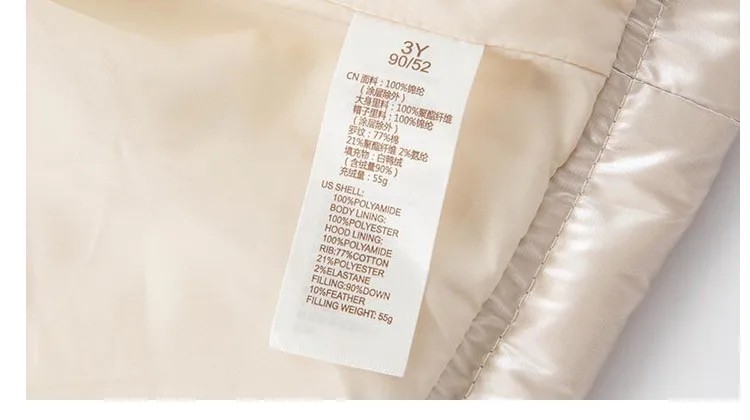 3Y
90/52
CN 面料：100%锦纶
（涂层除外）
大身里料：100%聚酯纤维
帽子里料：100%锦纶
（涂层除外）
罗纹：77%棉
21%聚酯纤维 2%氨纶
填充物：白鸭绒
（含绒量90%）
充绒量：55g
US SHELL:
100%POLYAMIDE
BODY LINING:
100%POLYESTER
HOOD LINING:
100%POLYAMIDE
RIB:77%COTTON
21%POLYESTER
2%ELASTANE
FILLING:90%DOWN
10%FEATHER
FILLING WEIGHT: 55g